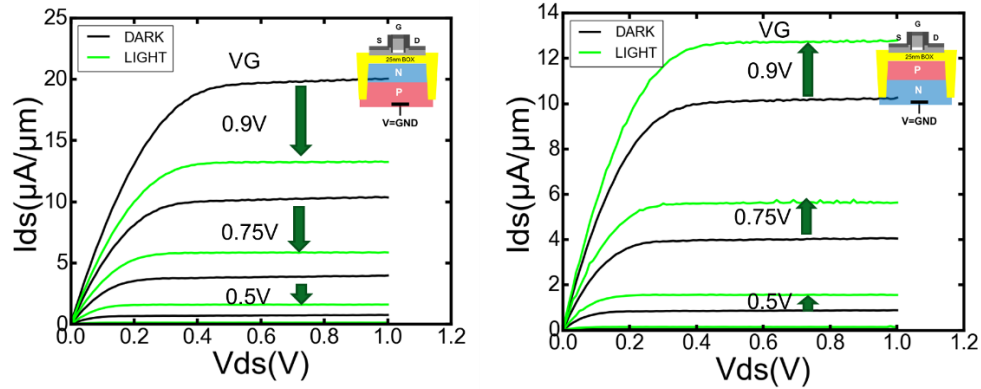 25
20
15
10
5
0
0.0 0.2 0.4 0.6 0.8 1.0 1.2
Ids(µA/µm)
Vds(V)
DARK
LIGHT
VG
0.9V
0.75V
0.5V
G
S D
25nm BOX
N
P
V=GND
14
12
10
8
6
4
2
0
0.0 0.2 0.4 0.6 0.8 1.0 1.2
Ids(µA/µm)
Vds(V)
DARK
LIGHT
VG
0.9V
0.75V
0.5V
G
S D
25nm BOX
P
N
V=GND